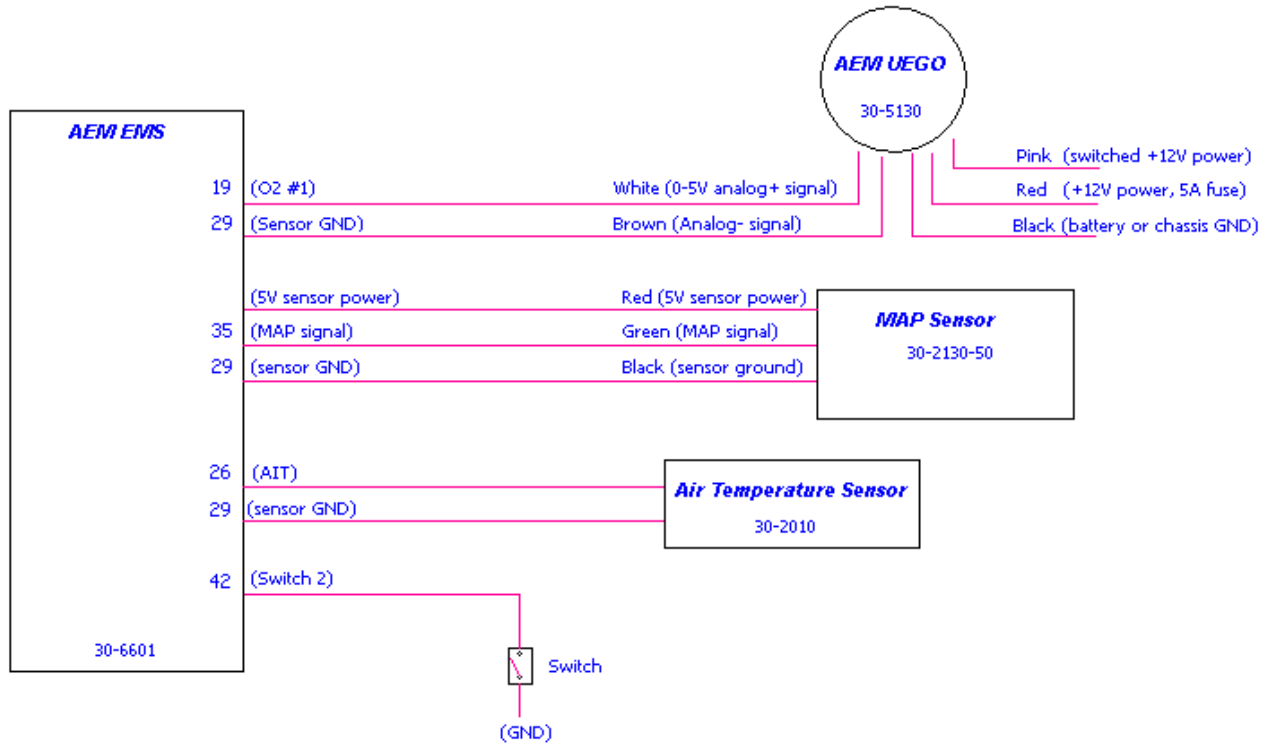 AEM UEGO
30-5130
AEM EMS
Pink (switched +12V power)
19 (O2 #1) White (0-5V analog+ signal) Red (+12V power, 5A fuse)
29 (Sensor GND) Brown (Analog- signal) Black (battery or chassis GND)
(5V sensor power) Red (5V sensor power)
MAP Sensor
35 (MAP signal) Green (MAP signal)
30-2130-50
29 (sensor GND) Black (sensor ground)
26 (AIT)
Air Temperature Sensor
29 (sensor GND)
30-2010
42 (Switch 2)
30-6601
Switch
(GND)